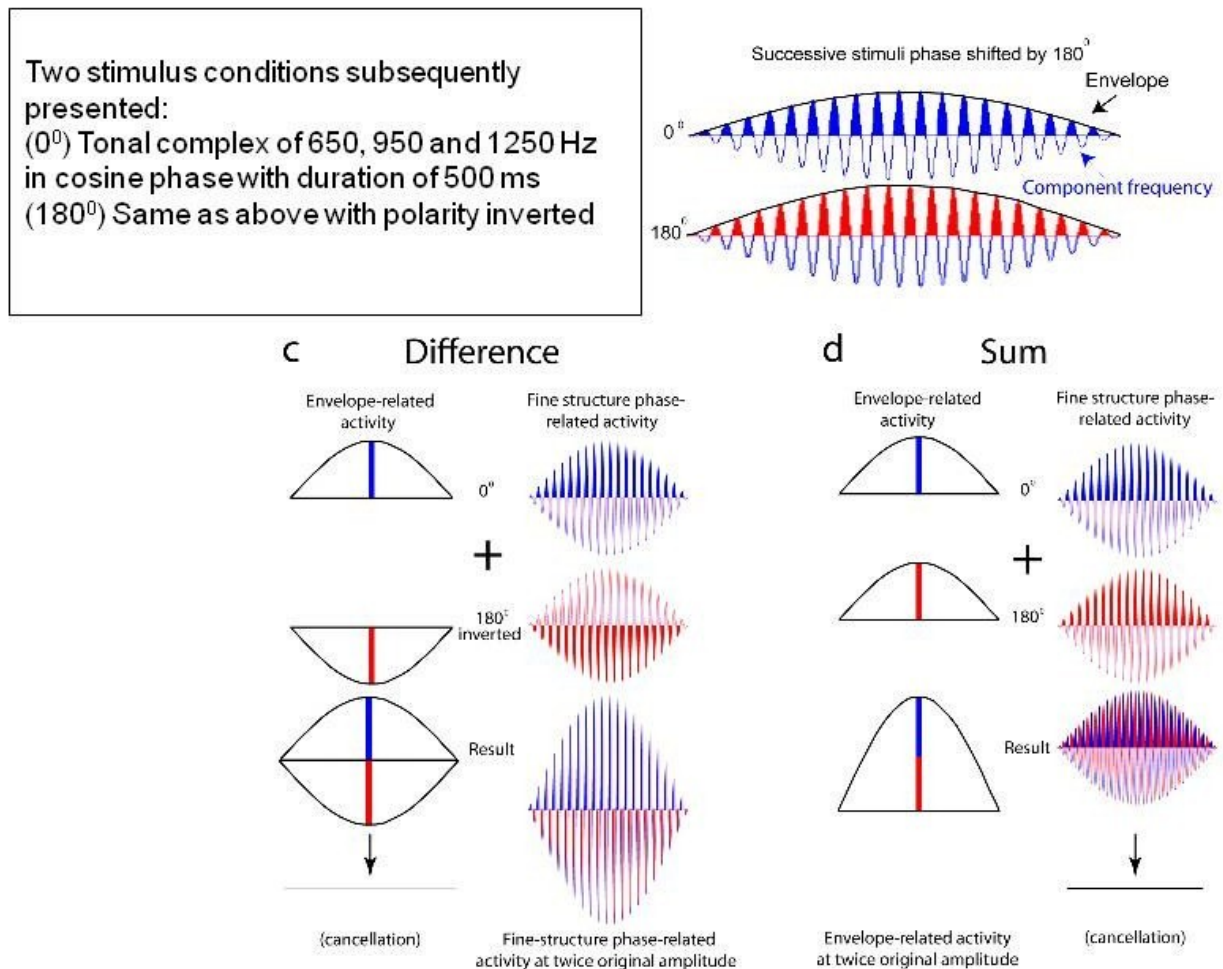 Two stimulus conditions subsequently
presented:
(0⁰) Tonal complex of 650, 950 and 1250 Hz
in cosine phase with duration of 500 ms
(180⁰) Same as above with polarity inverted
Successive stimuli phase shifted by 180⁰
Envelope
0⁰
Component frequency
180⁰
c Difference
Envelope-related
activity
Fine structure phase-
related activity
0°
+
180°
inverted
Result
(cancellation)
Fine-structure phase-related
activity at twice original amplitude
d Sum
Envelope-related
activity
Fine structure phase-
related activity
0°
+
180°
Result
Envelope-related activity
at twice original amplitude
(cancellation)